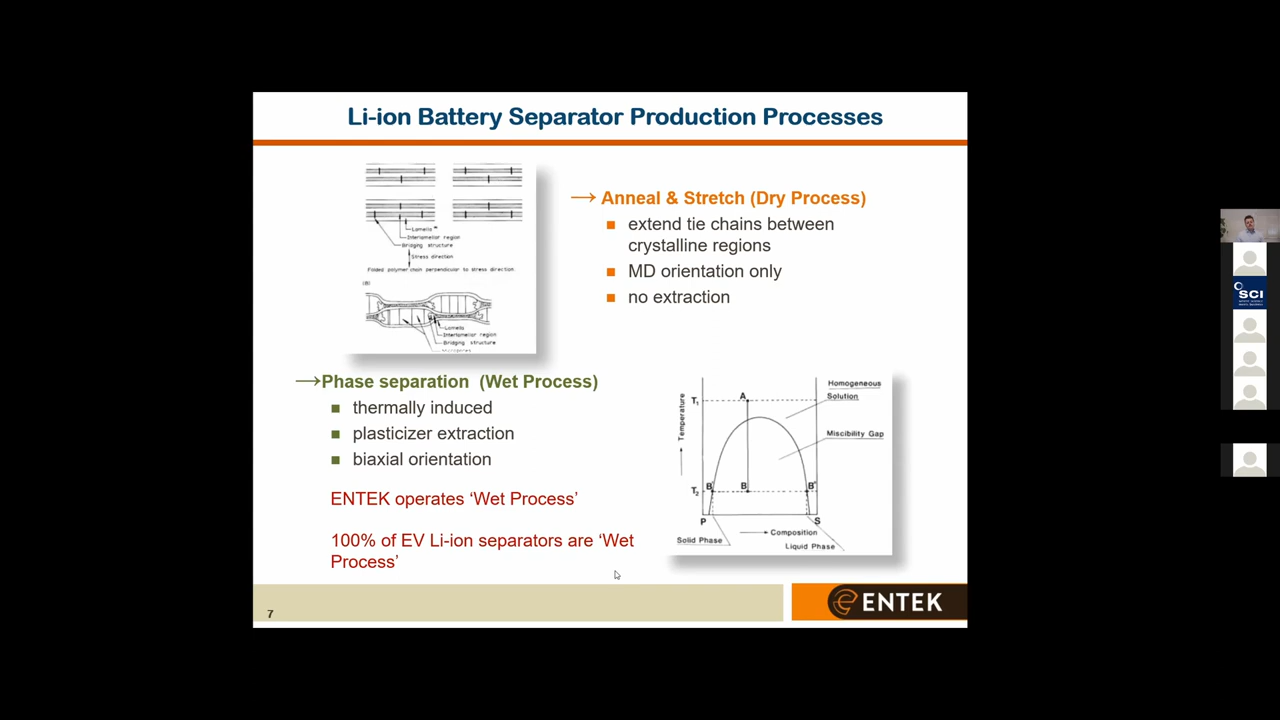 Li-ion Battery Separator Production Processes
Lamella
Interlamellar region
Bridging structure
Stress direction
Folded polymer chain perpendicular to stress direction
(B)
Lamella
Interlamellar region
Bridging structure
→ Anneal & Stretch (Dry Process)
■ extend tie chains between
crystalline regions
■ MD orientation only
■ no extraction
→Phase separation (Wet Process)
■ thermally induced
■ plasticizer extraction
■ biaxial orientation
ENTEK operates ‘Wet Process’
100% of EV Li-ion separators are ‘Wet
Process’
Homogeneous
Solution
Miscibility Gap
Temperature
T₁
A
T₂
B'
B
B"
P
S
Composition
Solid Phase
Liquid Phase
7
ENTEK
SCI